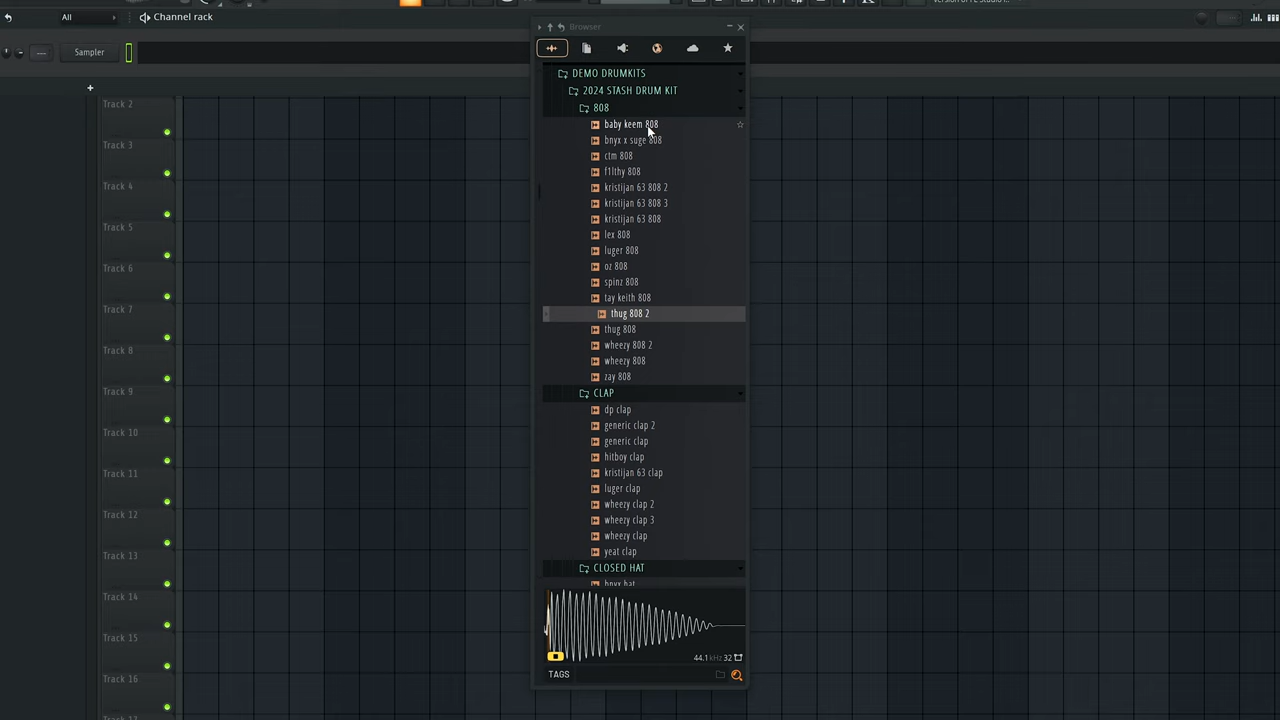 All
Channel rack
Browser
Sampler
Track 2
Track 3
Track 4
Track 5
Track 6
Track 7
Track 8
Track 9
Track 10
Track 11
Track 12
Track 13
Track 14
Track 15
Track 16
DEMO DRUMKITS
2024 STASH DRUM KIT
808
baby keem 808
bnyx x suge 808
ctm 808
f1lthy 808
kristijan 63 808 2
kristijan 63 808 3
kristijan 63 808
lex 808
luger 808
oz 808
spinz 808
tay keith 808
thug 808 2
thug 808
wheezy 808 2
wheezy 808
zay 808
CLAP
dp clap
generic clap 2
generic clap
hitboy clap
kristijan 63 clap
luger clap
wheezy clap 2
wheezy clap 3
wheezy clap
yeat clap
CLOSED HAT
bnyx hat
44.1kHz 32
TAGS